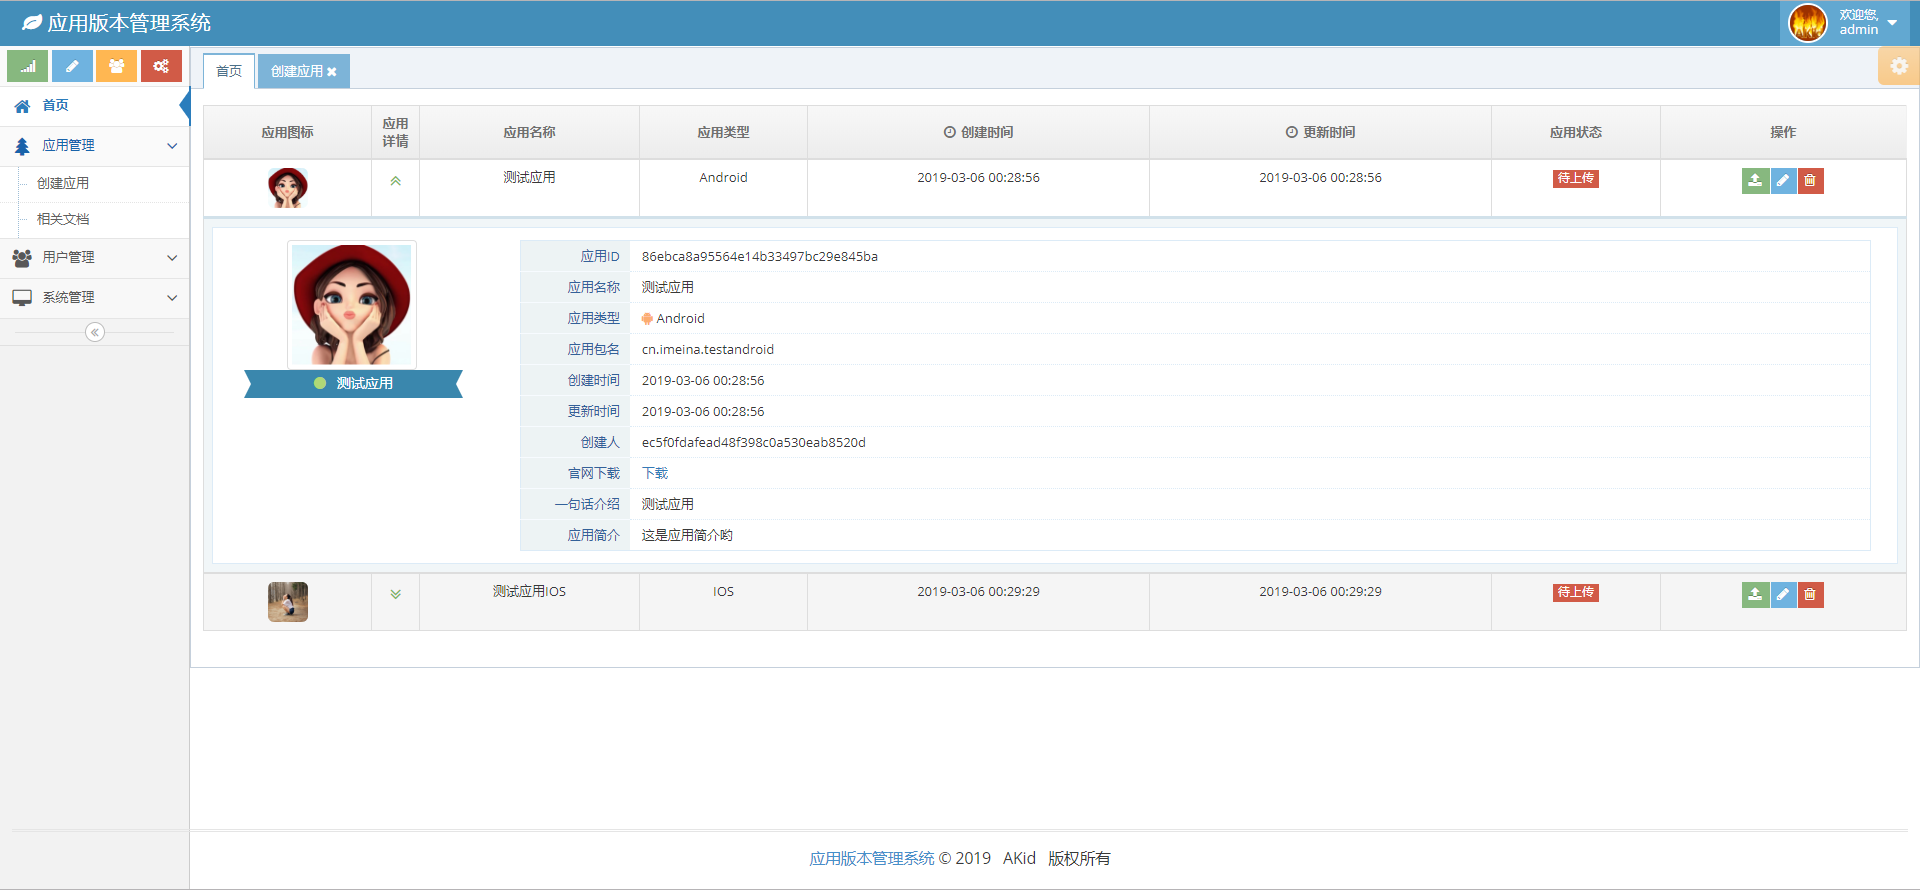 应用版本管理系统
欢迎您,
admin
首页
创建应用
首页
应用管理
创建应用
相关文档
用户管理
系统管理
应用图标 应用详情 应用名称 应用类型 创建时间 更新时间 应用状态 操作
测试应用 Android 2019-03-06 00:28:56 2019-03-06 00:28:56 待上传
测试应用
应用ID 86ebca8a95564e14b33497bc29e845ba
应用名称 测试应用
应用类型 Android
应用包名 cn.imeina.testandroid
创建时间 2019-03-06 00:28:56
更新时间 2019-03-06 00:28:56
创建人 ec5f0fdafead48f398c0a530eab8520d
官网下载 下载
一句话介绍 测试应用
应用简介 这是应用简介哟
测试应用IOS IOS 2019-03-06 00:29:29 2019-03-06 00:29:29 待上传
应用版本管理系统 © 2019 AKid 版权所有